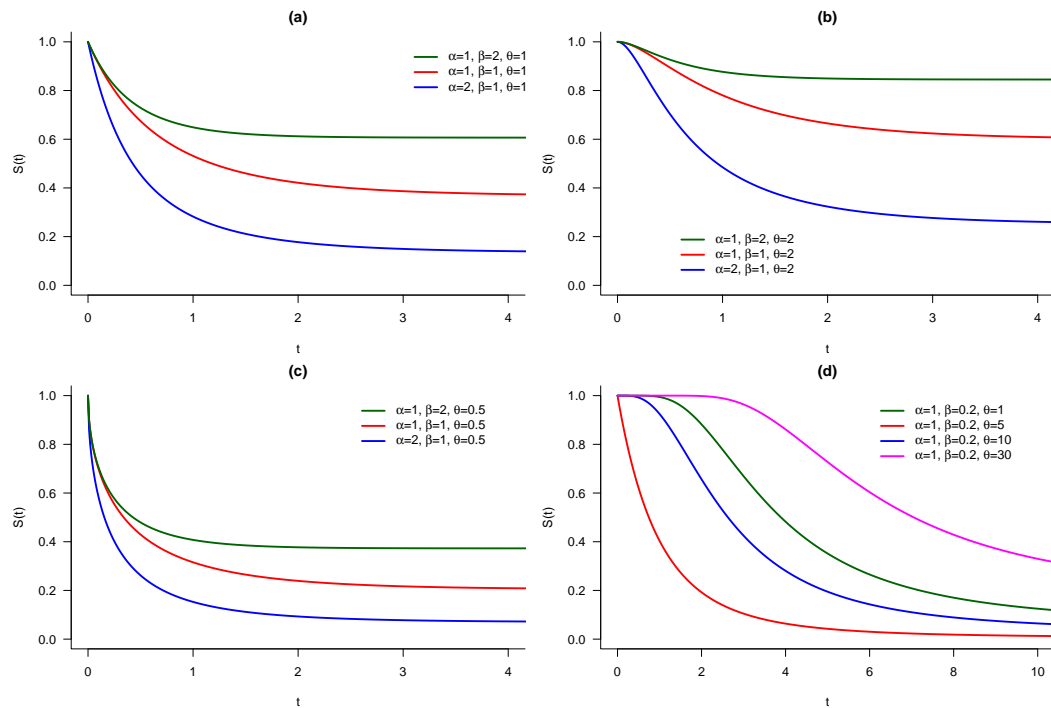 (a)
1.0
0.8
0.6
0.4
0.2
0.0
S(t)
α=1, β=2, θ=1
α=1, β=1, θ=1
α=2, β=1, θ=1
0 1 2 3 4
t
(b)
1.0
0.8
0.6
0.4
0.2
0.0
S(t)
α=1, β=2, θ=2
α=1, β=1, θ=2
α=2, β=1, θ=2
0 1 2 3 4
t
(c)
1.0
0.8
0.6
0.4
0.2
0.0
S(t)
α=1, β=2, θ=0.5
α=1, β=1, θ=0.5
α=2, β=1, θ=0.5
0 1 2 3 4
t
(d)
1.0
0.8
0.6
0.4
0.2
0.0
S(t)
α=1, β=0.2, θ=1
α=1, β=0.2, θ=5
α=1, β=0.2, θ=10
α=1, β=0.2, θ=30
0 2 4 6 8 10
t